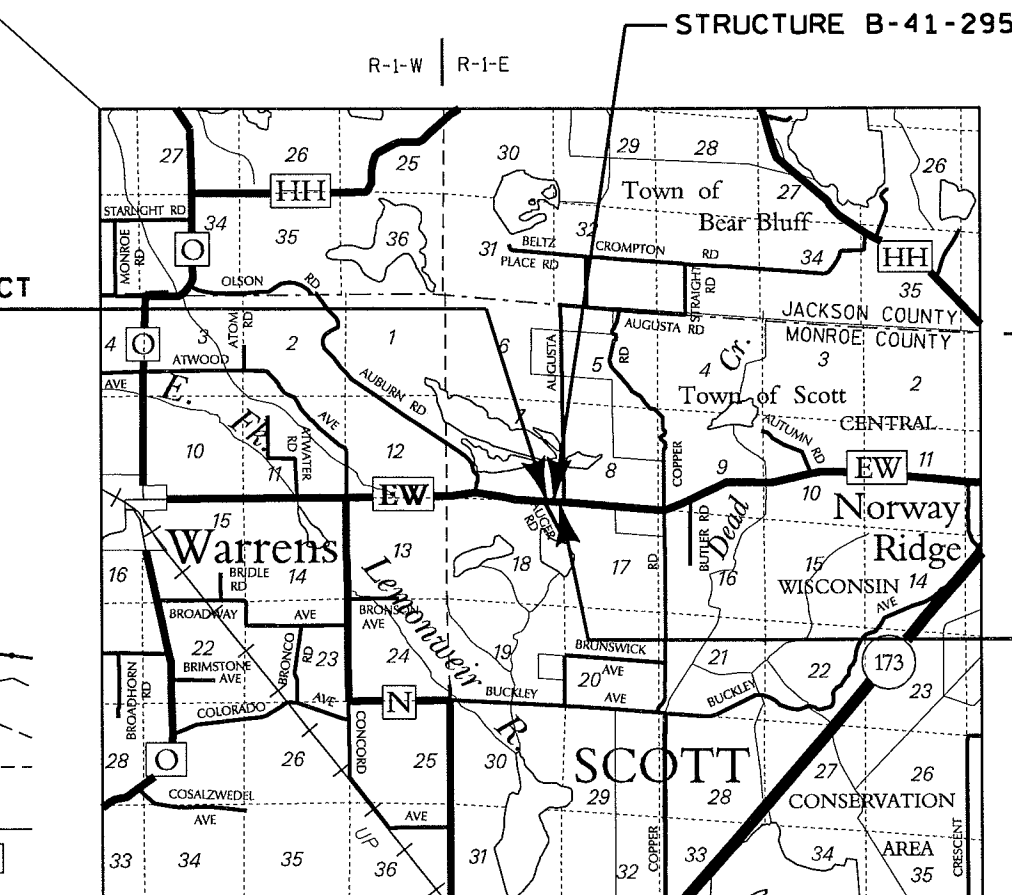 STRUCTURE B-41-295
R-1-W R-1-E
27
26
25
30
29
28
27
26
HH
Town of
Bear Bluff
STARLIGHT RD
34
35
36
31
32
BELTZ
PLACE RD
CROMPTON RD
34
HH
MONROE RD
O
CT
OLSON RD
STRAIGHT RD
35
JACKSON COUNTY
MONROE COUNTY
AUGUSTA RD
4
O
3
ATOM RD
2
1
6
AUGUSTA
5
RD
4
Cr.
3
2
ATWOOD
AVE
AVE
E.
Fk.
AUBURN RD
Town of Scott
CENTRAL
10
11
ATWATER RD
12
7
8
COPPER
9
AUTUMN RD
10
EW
11
EW
AUGER RD
Norway
Ridge
15
Warrens
13
BUTLER RD
Dead
16
14
18
17
RD
16
15
WISCONSIN
14
BRIDLE RD
Lemonweir
R
BROADWAY AVE
BRONSON AVE
AVE
22
BRONCO RD
23
24
19
BRUNSWICK
AVE
20
21
22
173
23
BROADHORN RD
BRIMSTONE AVE
COLORADO AVE
N
BUCKLEY
BUCKLEY
O
28
26
CONCORD
25
30
SCOTT
29
28
27
26
CONSERVATION
COSALZWEDEL
AVE
AVE
UP
COPPER
CRESCENT
AREA
33
34
35
36
31
32
33
34
35